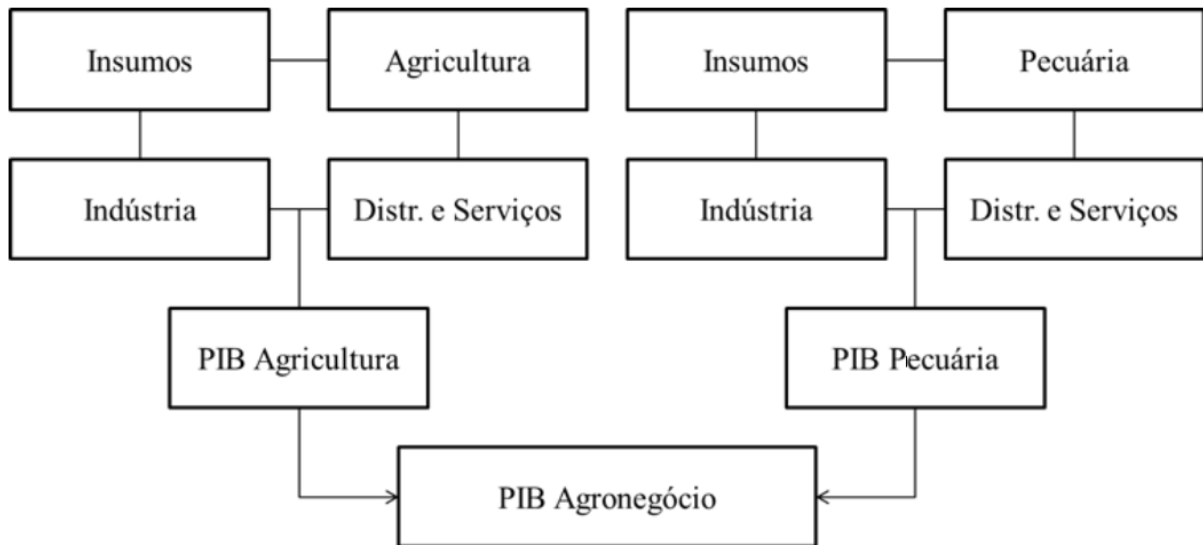 Insumos
Agricultura
Insumos
Pecuária
Indústria
Distr. e Serviços
Indústria
Distr. e Serviços
PIB Agricultura
PIB Pecuária
PIB Agronegócio